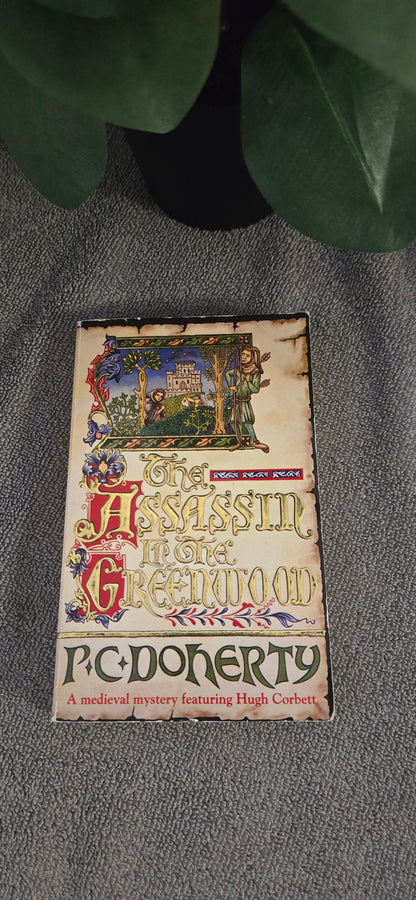 The
Assassin
in the
Greenwood
P·C·DOHERTY
A medieval mystery featuring Hugh Corbett